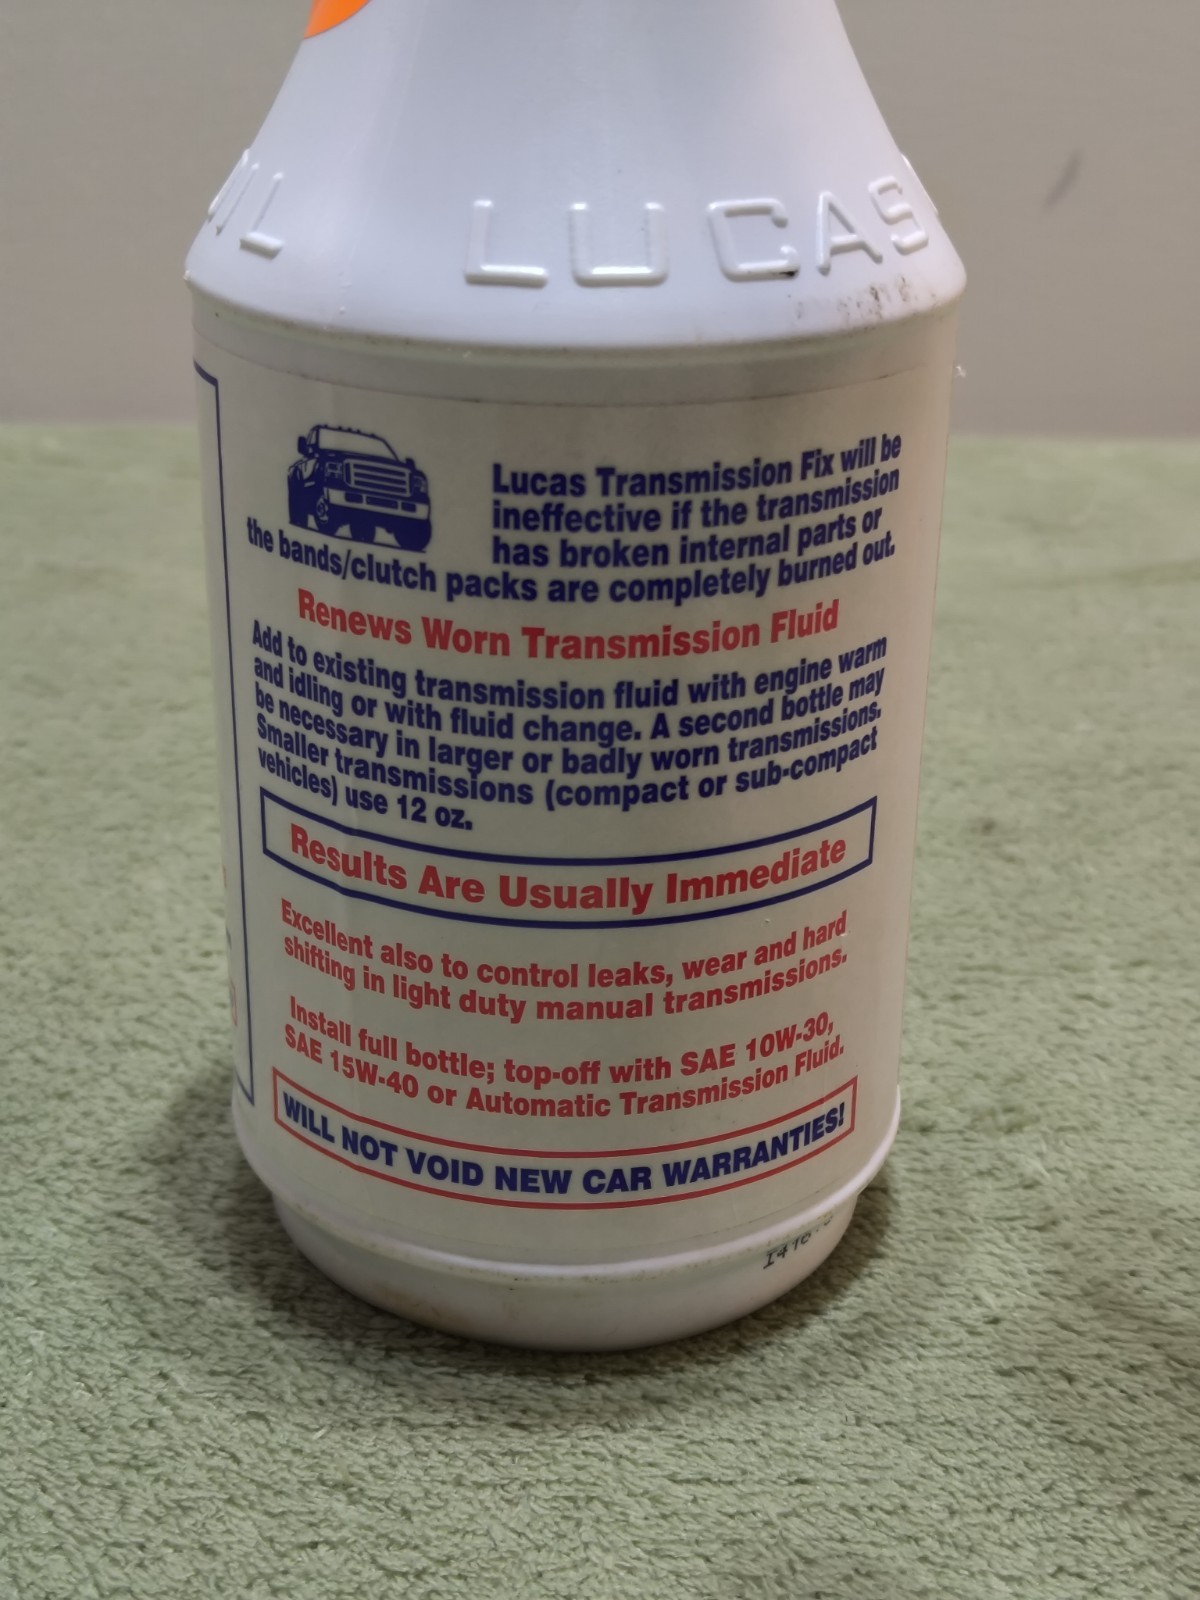 OIL LUCAS
Lucas Transmission Fix will be
ineffective if the transmission
has broken internal parts or
the bands/clutch packs are completely burned out.
Renews Worn Transmission Fluid
Add to existing transmission fluid with engine warm
and idling or with fluid change. A second bottle may
be necessary in larger or badly worn transmissions.
Smaller transmissions (compact or sub-compact
vehicles) use 12 oz.
Results Are Usually Immediate
Excellent also to control leaks, wear and hard
shifting in light duty manual transmissions.
Install full bottle; top-off with SAE 10W-30,
SAE 15W-40 or Automatic Transmission Fluid.
WILL NOT VOID NEW CAR WARRANTIES!